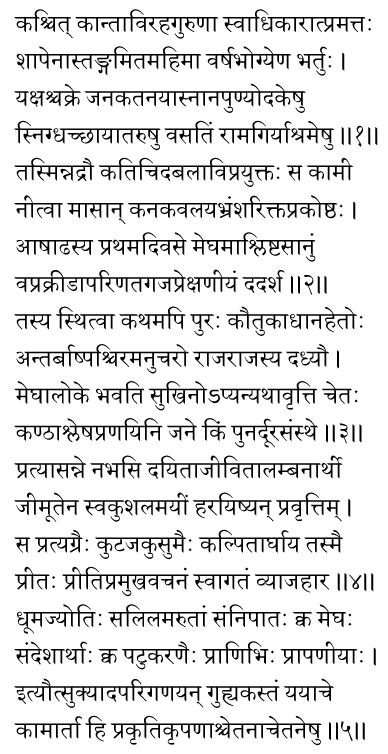 कश्चित् कान्ताविरहगुरुणा स्वाधिकारात्प्रमत्तः
शापेनास्तङ्गमितमहिमा वर्षभोग्येण भर्तुः ।
यक्षश्चक्रे जनकतनयास्नानपुण्योदकेषु
स्निग्धच्छायातरुषु वसतिं रामगिर्याश्रमेषु ॥१॥
तस्मिन्नद्रौ कतिचिदबलाविप्रयुक्तः स कामी
नीत्वा मासान् कनकवलयभ्रंशरिक्तप्रकोष्ठः ।
आषाढस्य प्रथमदिवसे मेघमाश्लिष्टसानुं
वप्रक्रीडापरिणतगजप्रेक्षणीयं ददर्श ॥२॥
तस्य स्थित्वा कथमपि पुरः कौतुकाधानहेतोः
अन्तर्बाष्पश्चिरमनुचरो राजराजस्य दध्यौ ।
मेघालोके भवति सुखिनोऽप्यन्यथावृत्ति चेतः
कण्ठाश्लेषप्रणयिनि जने किं पुनर्दूरसंस्थे ॥३॥
प्रत्यासन्ने नभसि दयिताजीवितालम्बनार्थी
जीमूतेन स्वकुशलमयीं हरयिष्यन् प्रवृत्तिम् ।
स प्रत्यग्रैः कुटजकुसुमैः कल्पितार्घाय तस्मै
प्रीतः प्रीतिप्रमुखवचनं स्वागतं व्याजहार ॥४॥
धूमज्योतिः सलिलमरुतां संनिपातः क्व मेघः
संदेशार्थाः क्व पटुकरणैः प्राणिभिः प्रापणीयाः ।
इत्यौत्सुक्यादपरिगणयन् गुह्यकस्तं ययाचे
कामार्ता हि प्रकृतिकृपणाश्चेतनाचेतनेषु ॥५॥